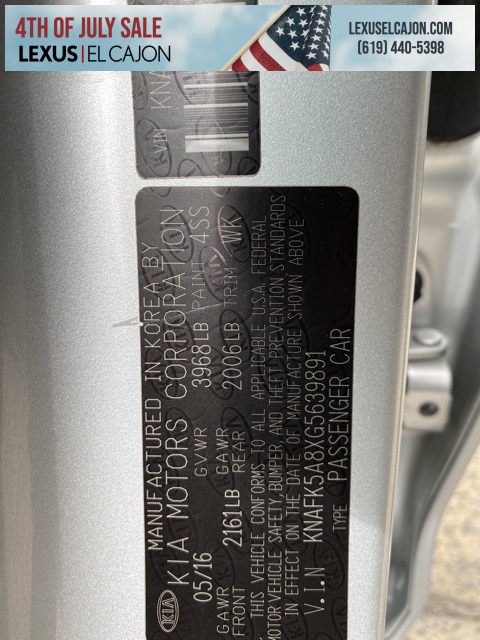 4TH OF JULY SALE
LEXUS | EL CAJON
LEXUSELCAJON.COM
(619) 440-5398
VIN KNA
KIA
MANUFACTURED IN KOREA BY
KIA MOTORS CORPORATION
05/16 GVWR 3968LB PAINT 4SS
GAWR FRONT 2161LB GAWR REAR 2006LB TRIM WK
THIS VEHICLE CONFORMS TO ALL APPLICABLE U.S.A. FEDERAL
MOTOR VEHICLE SAFETY, BUMPER, AND THEFT PREVENTION STANDARDS
IN EFFECT ON THE DATE OF MANUFACTURE SHOWN ABOVE
V.I.N KNAFK5A8XG5639891
TYPE PASSENGER CAR